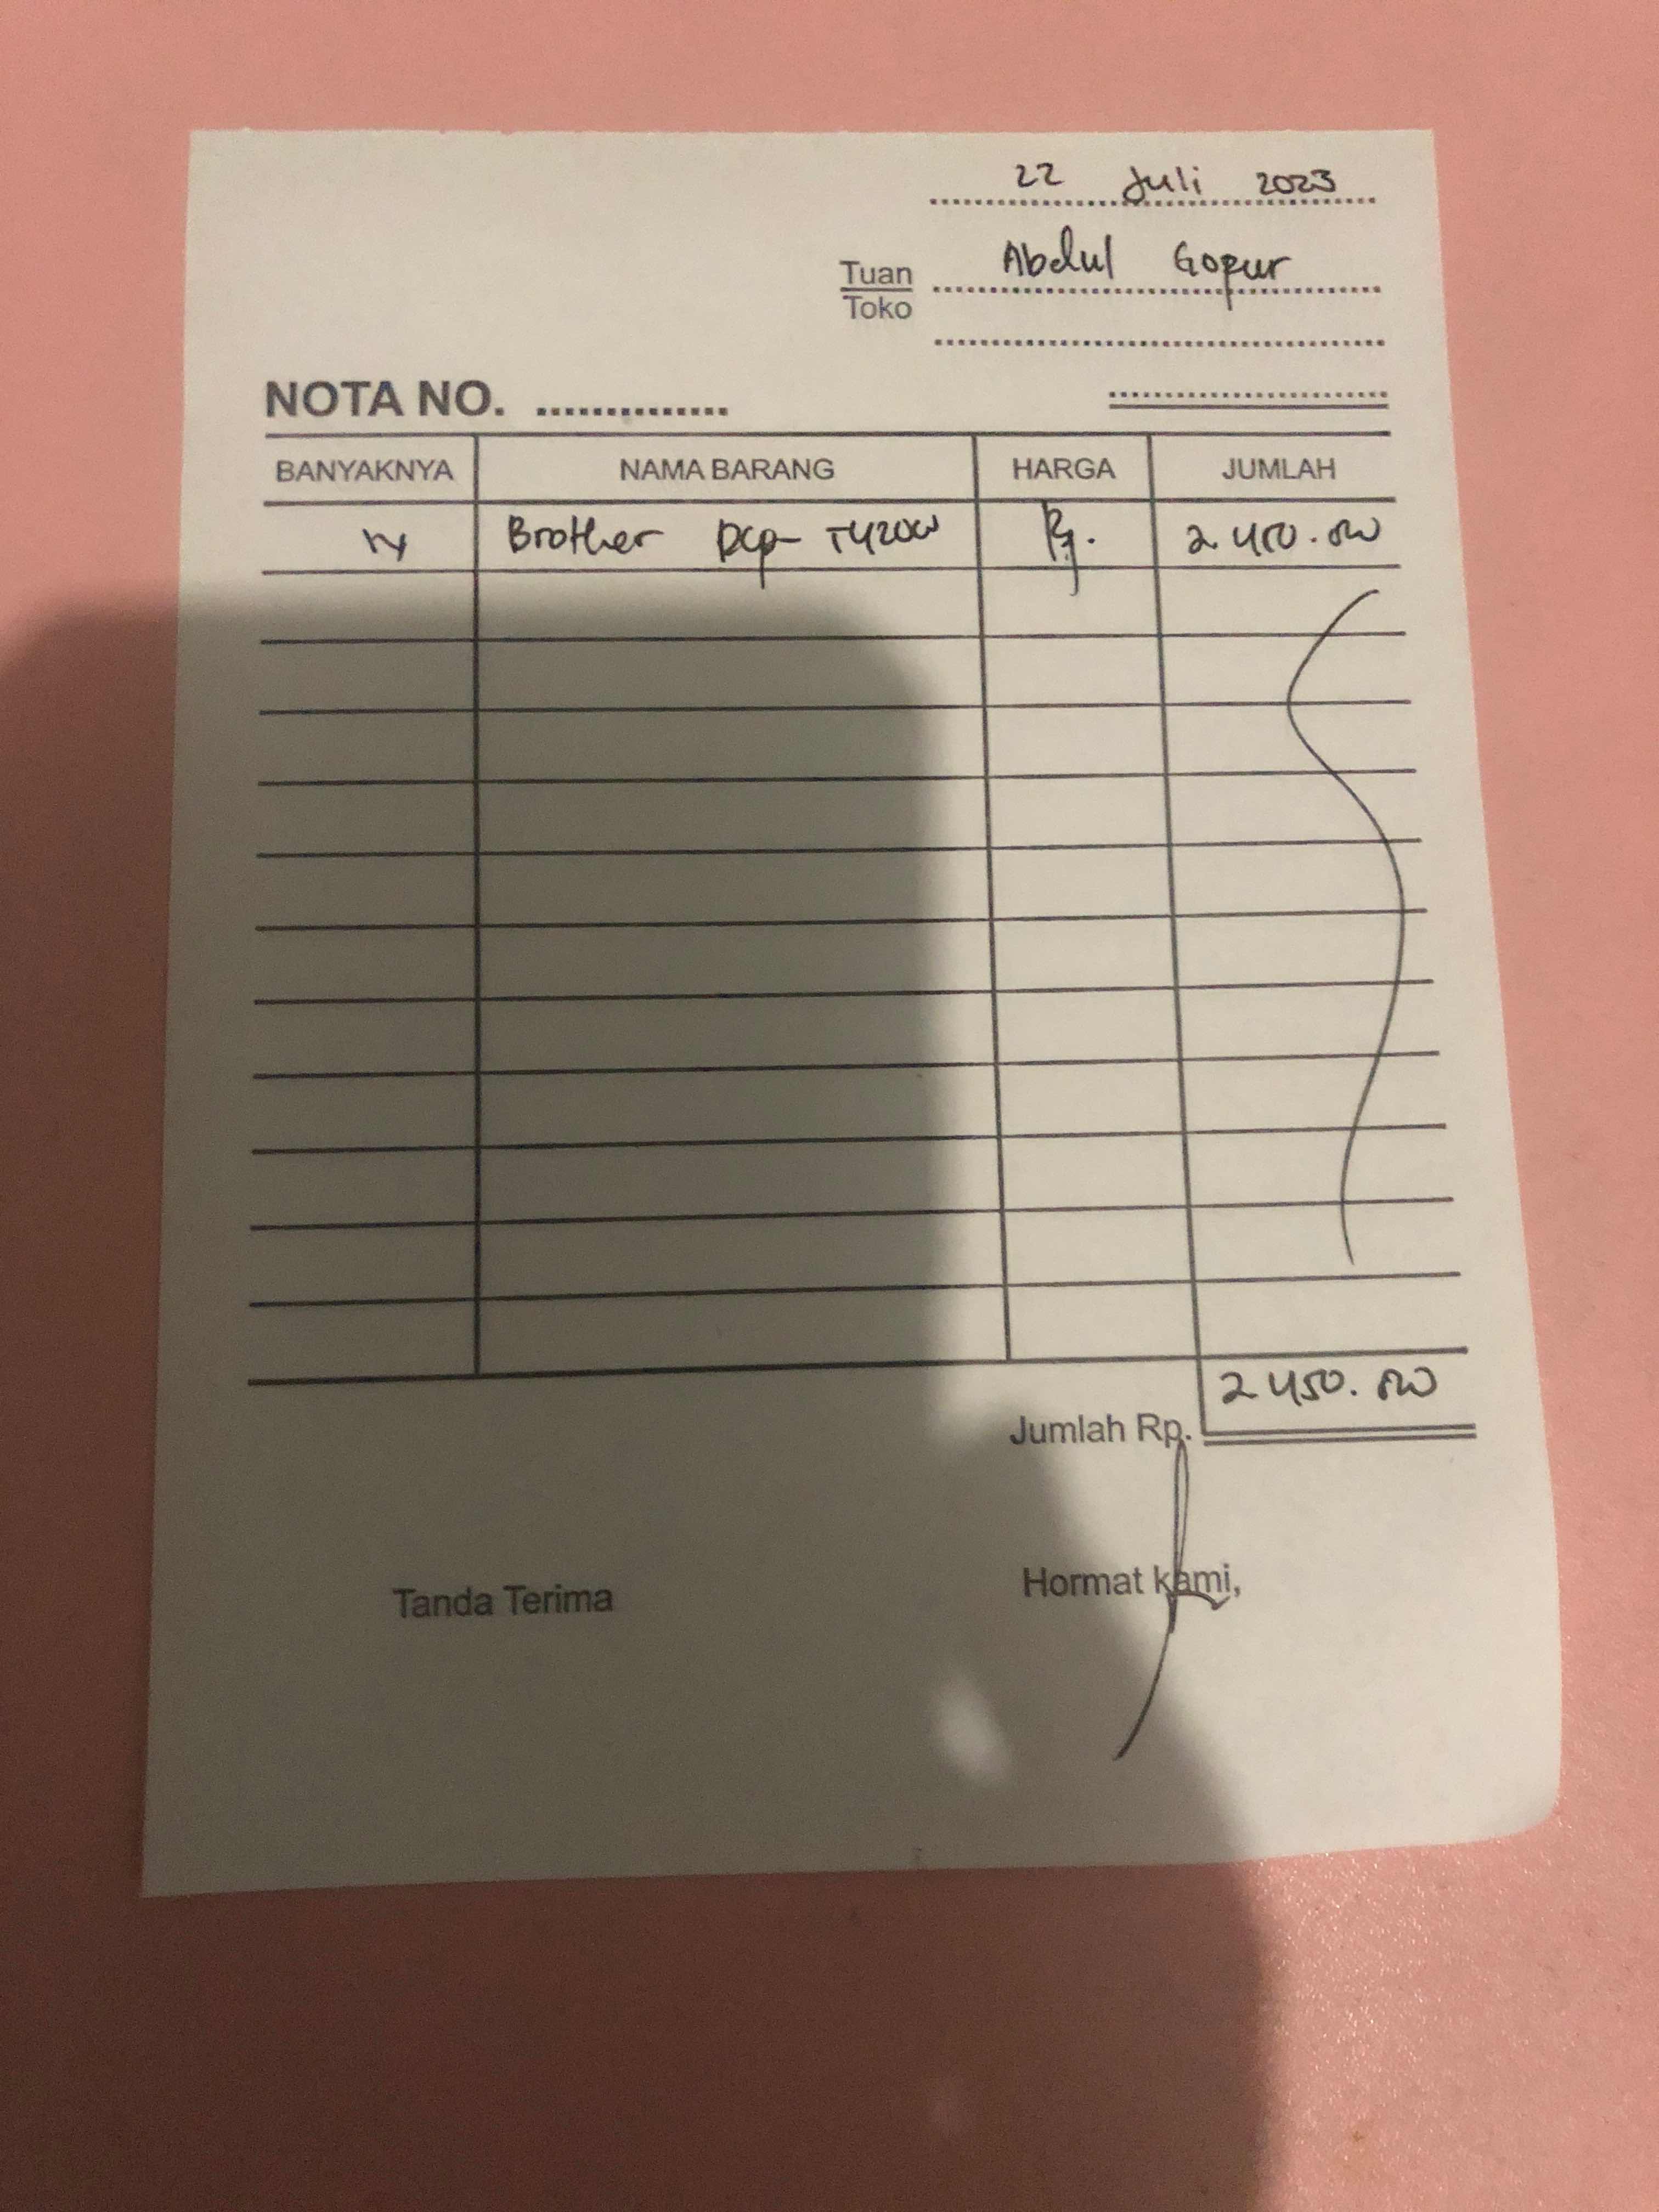 22 Juli 2023
Tuan Abdul Gopur
Toko
NOTA NO. ..............
BANYAKNYA NAMA BARANG HARGA JUMLAH
Brother Dcp- T420W Rp. 2.450.000
2.450.000
Jumlah Rp.
Tanda Terima Hormat kami,